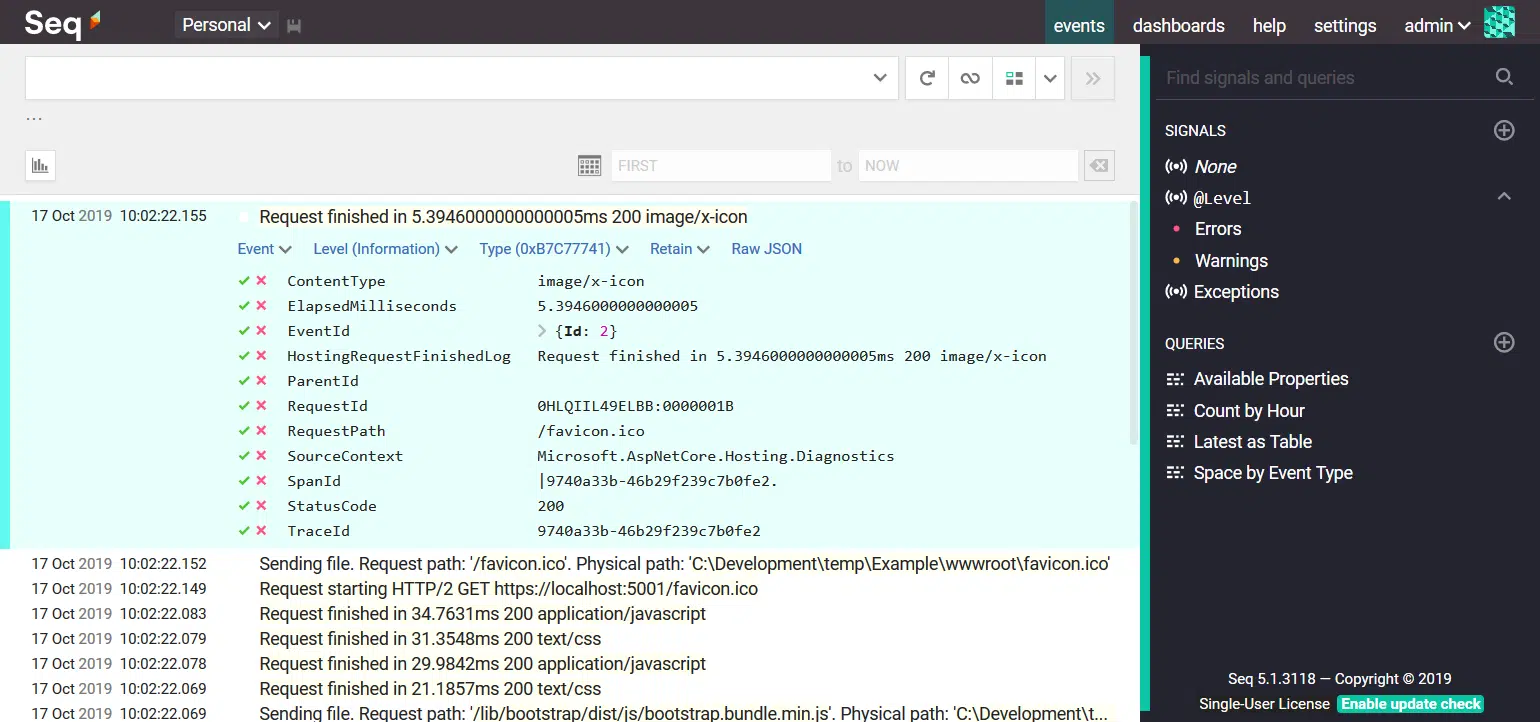 Seq Personal events dashboards help settings admin
...
FIRST to NOW
17 Oct 2019 10:02:22.155 Request finished in 5.3946000000000005ms 200 image/x-icon
Event Level (Information) Type (0xB7C77741) Retain Raw JSON
ContentType image/x-icon
ElapsedMilliseconds 5.3946000000000005
EventId {Id: 2}
HostingRequestFinishedLog Request finished in 5.3946000000000005ms 200 image/x-icon
ParentId
RequestId 0HLQIIL49ELBB:0000001B
RequestPath /favicon.ico
SourceContext Microsoft.AspNetCore.Hosting.Diagnostics
SpanId |9740a33b-46b29f239c7b0fe2.
StatusCode 200
TraceId 9740a33b-46b29f239c7b0fe2
17 Oct 2019 10:02:22.152 Sending file. Request path: '/favicon.ico'. Physical path: 'C:\Development\temp\Example\wwwroot\favicon.ico'
17 Oct 2019 10:02:22.149 Request starting HTTP/2 GET https://localhost:5001/favicon.ico
17 Oct 2019 10:02:22.083 Request finished in 34.7631ms 200 application/javascript
17 Oct 2019 10:02:22.079 Request finished in 31.3548ms 200 text/css
17 Oct 2019 10:02:22.078 Request finished in 29.9842ms 200 application/javascript
17 Oct 2019 10:02:22.069 Request finished in 21.1857ms 200 text/css
17 Oct 2019 10:02:22.069 Sending file. Request path: '/lib/bootstrap/dist/js/bootstrap.bundle.min.js'. Physical path: 'C:\Development\t...
Find signals and queries
SIGNALS
None
@Level
Errors
Warnings
Exceptions
QUERIES
Available Properties
Count by Hour
Latest as Table
Space by Event Type
Seq 5.1.3118 — Copyright © 2019
Single-User License Enable update check